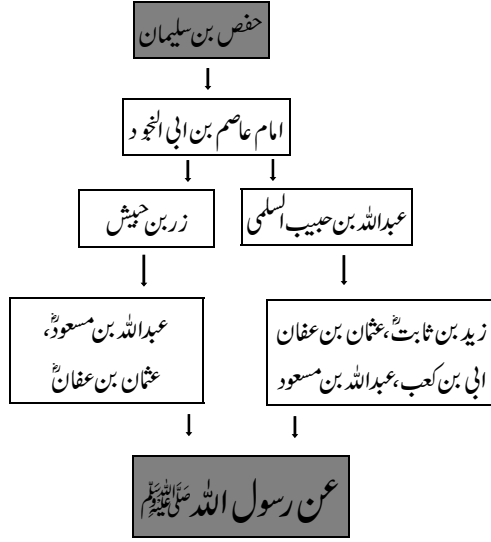 حفص بن سلیمان
امام عاصم بن ابی النجود
عبداللہ بن حبیب السلمی
زر بن حبیش
زید بن ثابتؓ، عثمان بن عفان
ابی بن کعب، عبداللہ بن مسعود
عبداللہ بن مسعودؓ،
عثمان بن عفانؓ
عن رسول اللہ ﷺ